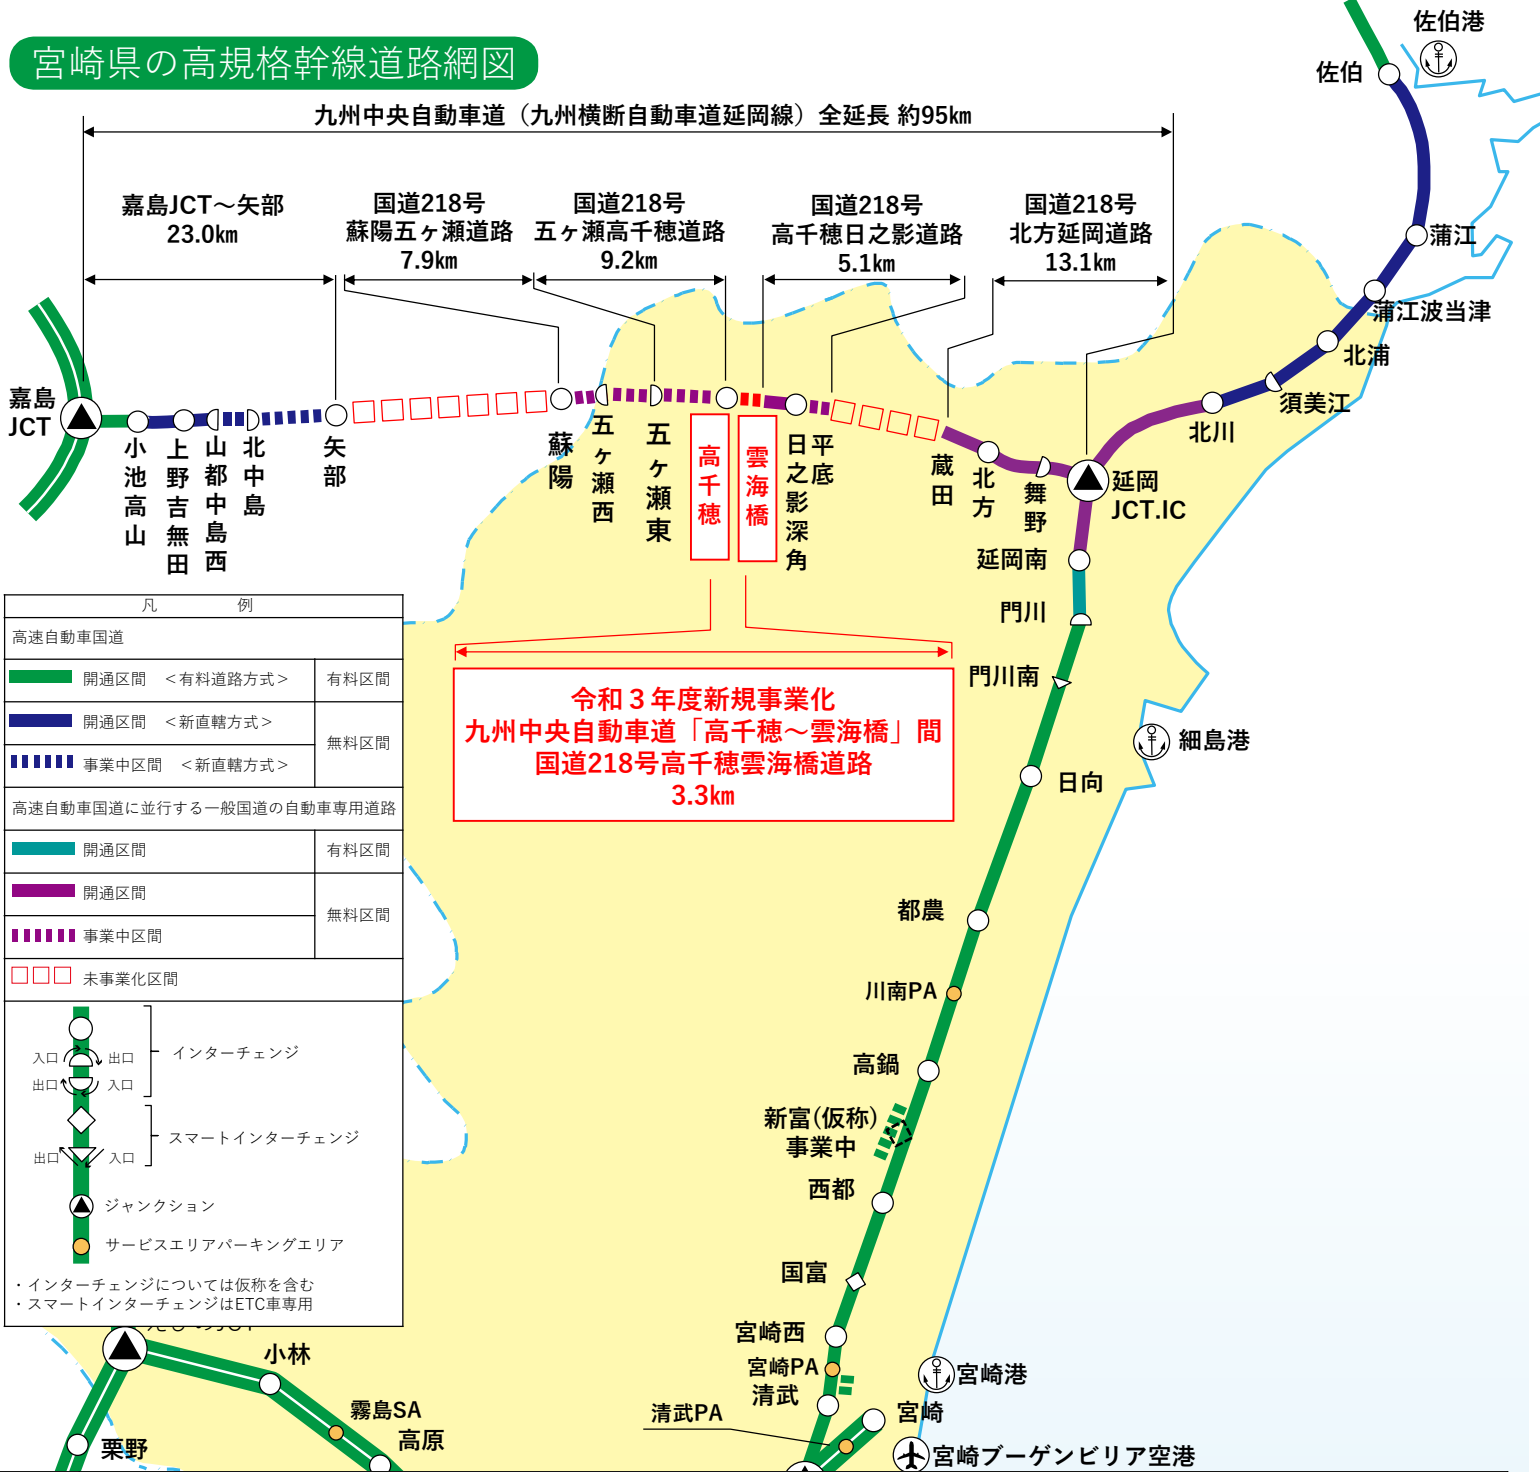 宮崎県の高規格幹線道路網図
佐伯港
佐伯
九州中央自動車道（九州横断自動車道延岡線）全延長 約95km
嘉島JCT～矢部
23.0km
国道218号
蘇陽五ヶ瀬道路
7.9km
国道218号
五ヶ瀬高千穂道路
9.2km
国道218号
高千穂日之影道路
5.1km
国道218号
北方延岡道路
13.1km
蒲江
蒲江波当津
北浦
須美江
北川
嘉島
JCT
小池高山
上野吉無田
山都中島西
北中島
矢部
蘇陽
五ヶ瀬西
五ヶ瀬東
高千穂
雲海橋
日之影深角
平底
蔵田
北方
舞野
延岡
JCT.IC
延岡南
門川
門川南
細島港
日向
都農
川南PA
高鍋
新富(仮称)
事業中
西都
国富
宮崎西
宮崎PA
清武
宮崎港
清武PA
宮崎
宮崎ブーゲンビリア空港
令和３年度新規事業化
九州中央自動車道「高千穂～雲海橋」間
国道218号高千穂雲海橋道路
3.3km
凡 例
高速自動車国道
開通区間 ＜有料道路方式＞ 有料区間
開通区間 ＜新直轄方式＞
無料区間
事業中区間 ＜新直轄方式＞
高速自動車国道に並行する一般国道の自動車専用道路
開通区間 有料区間
開通区間
無料区間
事業中区間
未事業化区間
入口 出口
インターチェンジ
出口 入口
スマートインターチェンジ
出口 入口
ジャンクション
サービスエリアパーキングエリア
・インターチェンジについては仮称を含む
・スマートインターチェンジはETC車専用
小林
霧島SA
高原
栗野